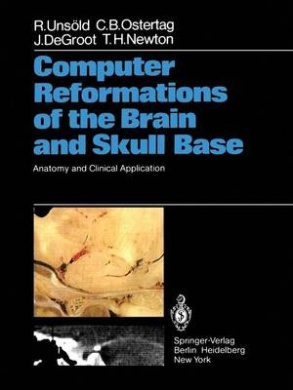 R.Unsöld C.B.Ostertag
J.DeGroot T.H.Newton
Computer
Reformations
of the Brain
and Skull Base
Anatomy and Clinical Application
Springer-Verlag
Berlin Heidelberg
New York